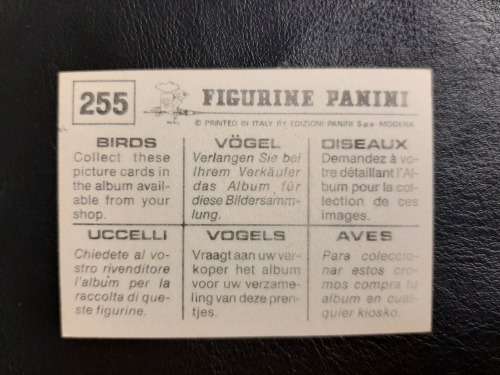 255
FIGURINE PANINI
© PRINTED IN ITALY BY EDIZIONI PANINI S.p.A. MODENA
BIRDS
Collect these
picture cards in
the album avail-
able from your
shop.
VÖGEL
Verlangen Sie bei
Ihrem Verkäufer
das Album für
diese Bildersamm-
lung.
OISEAUX
Demandez à vo-
tre détaillant l'Al-
bum pour la col-
lection de ces
images.
UCCELLI
Chiedete al vo-
stro rivenditore
l'album per la
raccolta di que-
ste figurine.
VOGELS
Vraagt aan uw ver-
koper het album
voor uw verzame-
ling van deze pren-
tjes.
AVES
Para coleccio-
nar estos cro-
mos compra tu
album en cual-
quier kiosko.